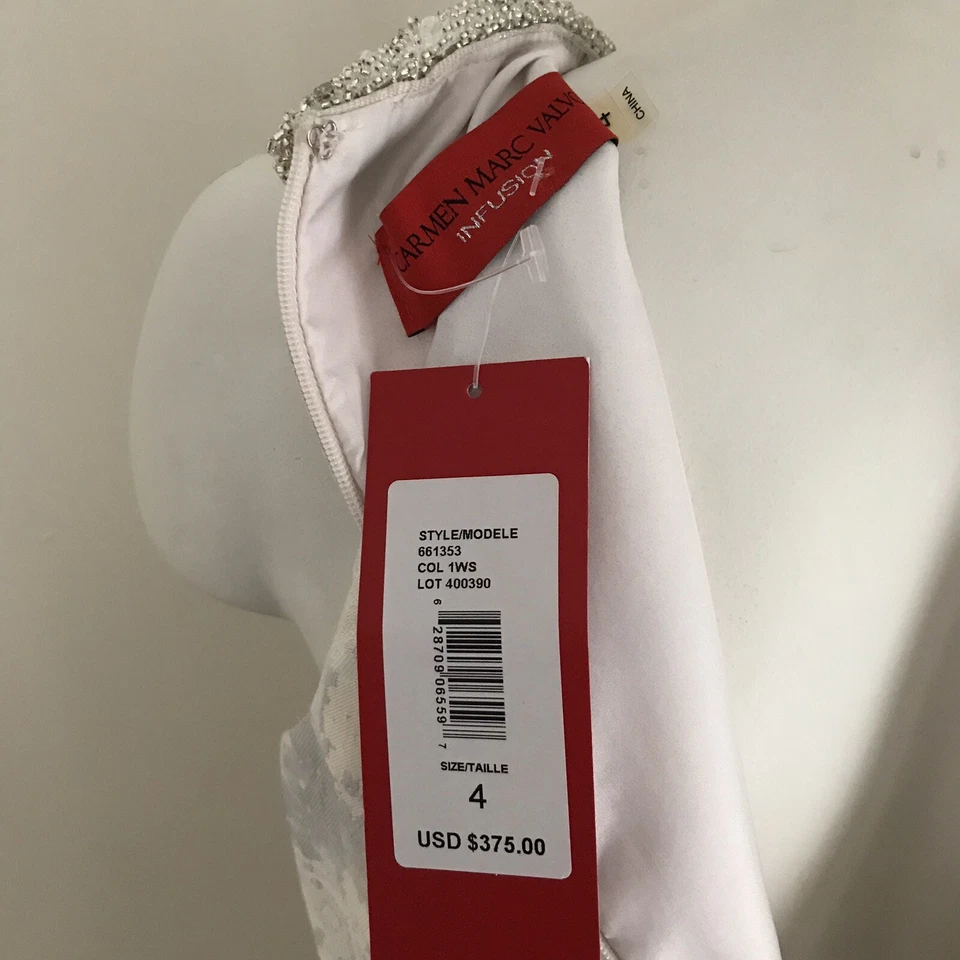 CARMEN MARC VALVO
INFUSION
4
CHINA
STYLE/MODELE
661353
COL 1WS
LOT 400390
6 28709 06559 7
SIZE/TAILLE
4
USD $375.00